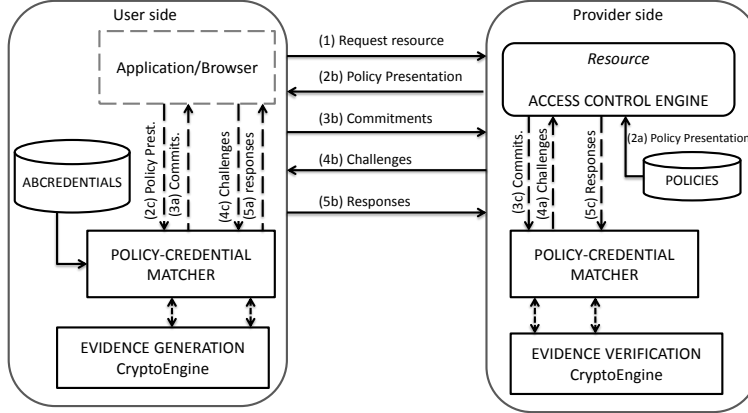 User side
Provider side
Application/Browser
(1) Request resource
(2b) Policy Presentation
(3b) Commitments
(4b) Challenges
(5b) Responses
Resource
ACCESS CONTROL ENGINE
(2a) Policy Presentation
POLICIES
ABCREDENTIALS
(2c) Policy Prest.
(3a) Commits.
(4c) Challenges
(5a) responses
(3c) Commits.
(4a) Challenges
(5c) Responses
POLICY-CREDENTIAL
MATCHER
POLICY-CREDENTIAL
MATCHER
EVIDENCE GENERATION
CryptoEngine
EVIDENCE VERIFICATION
CryptoEngine